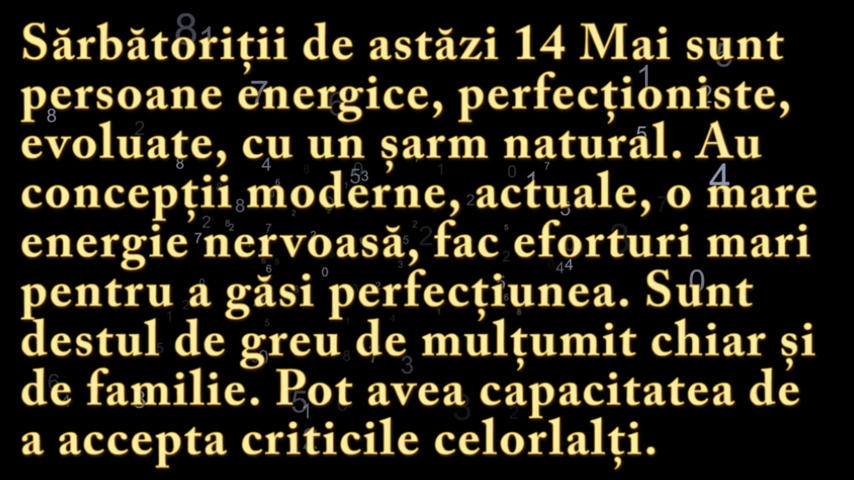 Sărbătoriții de astăzi 14 Mai sunt
persoane energice, perfecționiste,
evoluate, cu un șarm natural. Au
concepții moderne, actuale, o mare
energie nervoasă, fac eforturi mari
pentru a găsi perfecțiunea. Sunt
destul de greu de mulțumit chiar și
de familie. Pot avea capacitatea de
a accepta criticile celorlalți.